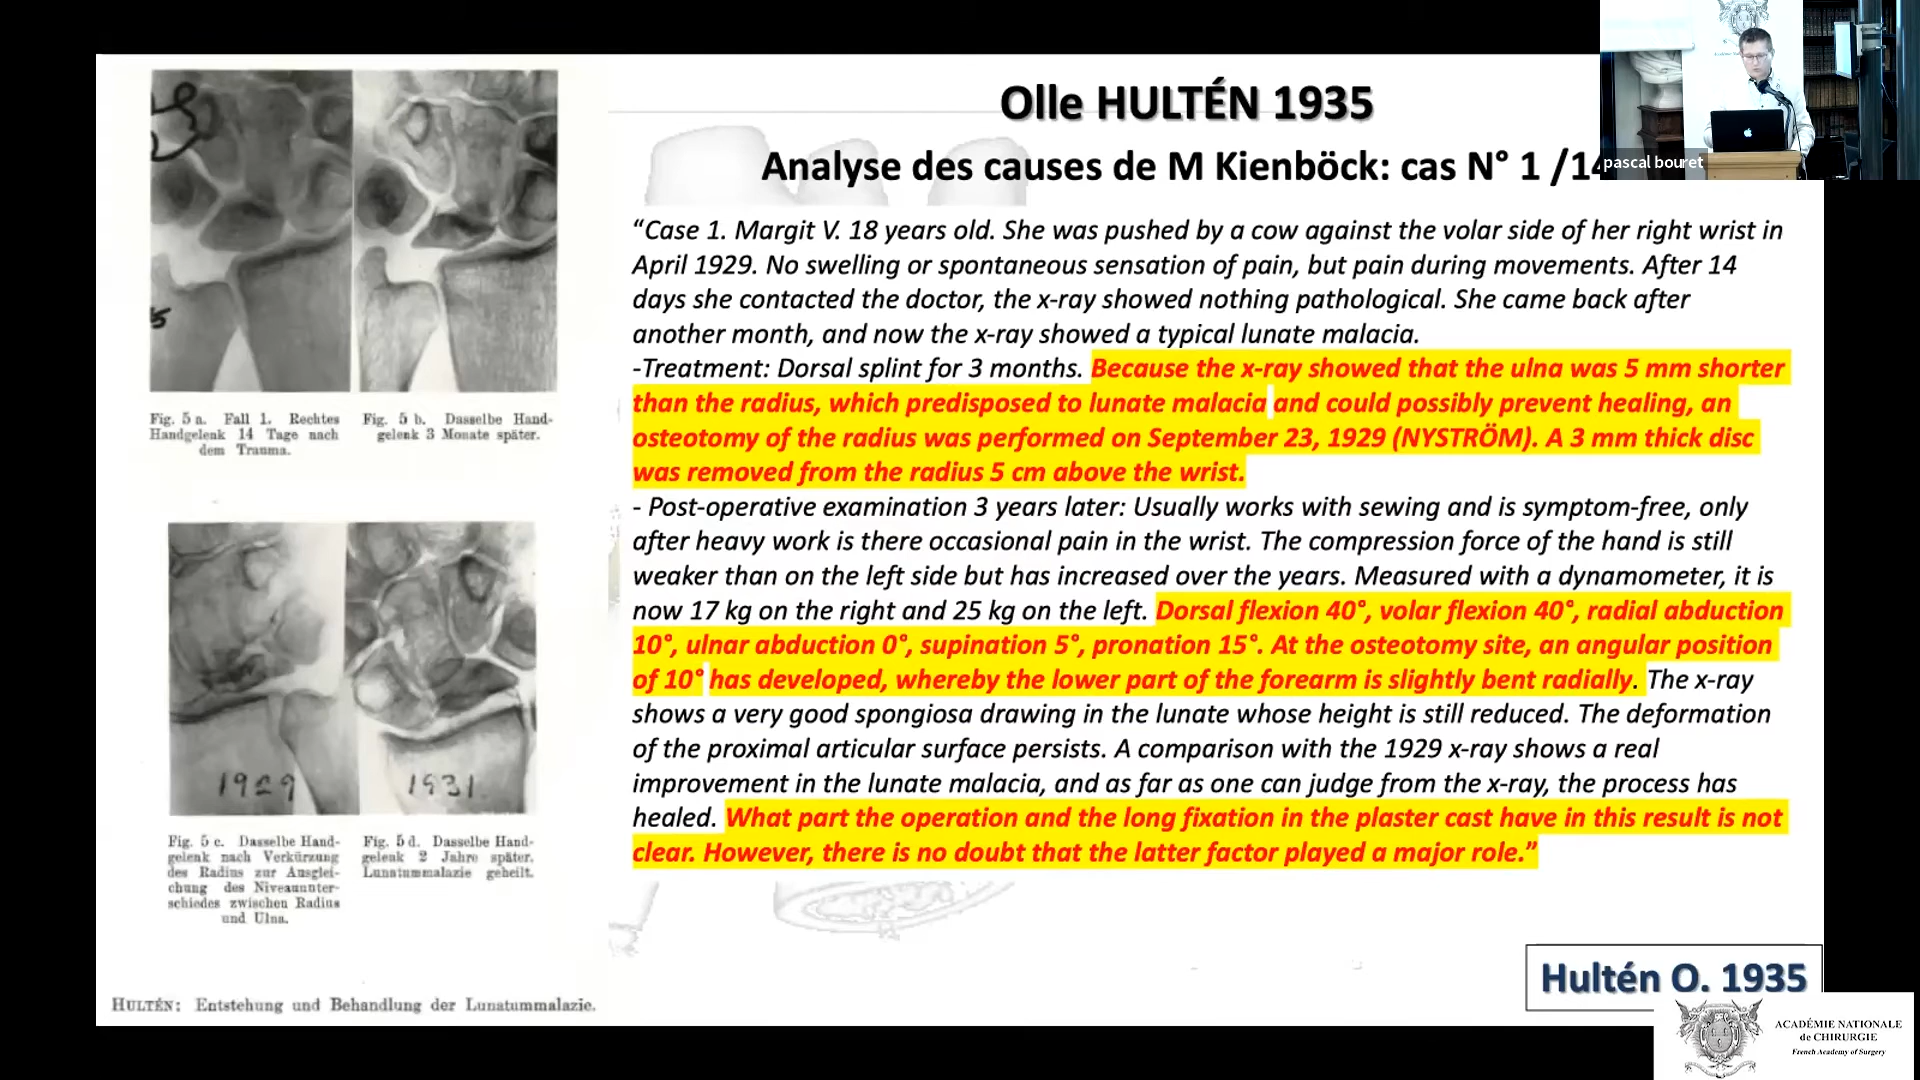 Olle HULTÉN 1935
Analyse des causes de M Kienböck: cas N° 1 /14
pascal bouret
“Case 1. Margit V. 18 years old. She was pushed by a cow against the volar side of her right wrist in
April 1929. No swelling or spontaneous sensation of pain, but pain during movements. After 14
days she contacted the doctor, the x-ray showed nothing pathological. She came back after
another month, and now the x-ray showed a typical lunate malacia.
-Treatment: Dorsal splint for 3 months. Because the x-ray showed that the ulna was 5 mm shorter
than the radius, which predisposed to lunate malacia and could possibly prevent healing, an
osteotomy of the radius was performed on September 23, 1929 (NYSTRÖM). A 3 mm thick disc
was removed from the radius 5 cm above the wrist.
- Post-operative examination 3 years later: Usually works with sewing and is symptom-free, only
after heavy work is there occasional pain in the wrist. The compression force of the hand is still
weaker than on the left side but has increased over the years. Measured with a dynamometer, it is
now 17 kg on the right and 25 kg on the left. Dorsal flexion 40°, volar flexion 40°, radial abduction
10°, ulnar abduction 0°, supination 5°, pronation 15°. At the osteotomy site, an angular position
of 10° has developed, whereby the lower part of the forearm is slightly bent radially. The x-ray
shows a very good spongiosa drawing in the lunate whose height is still reduced. The deformation
of the proximal articular surface persists. A comparison with the 1929 x-ray shows a real
improvement in the lunate malacia, and as far as one can judge from the x-ray, the process has
healed. What part the operation and the long fixation in the plaster cast have in this result is not
clear. However, there is no doubt that the latter factor played a major role.”
Fig. 5 a. Fall 1. Rechtes
Handgelenk 14 Tage nach
dem Trauma.
Fig. 5 b. Dasselbe Hand-
gelenk 3 Monate später.
1929
1931
Fig. 5 c. Dasselbe Hand-
gelenk nach Verkürzung
des Radius zur Ausglei-
chung des Niveauunter-
schiedes zwischen Radius
und Ulna.
Fig. 5 d. Dasselbe Hand-
gelenk 2 Jahre später.
Lunatummalazie geheilt.
HULTÉN: Entstehung und Behandlung der Lunatummalazie.
Hultén O. 1935
ACADÉMIE NATIONALE
de CHIRURGIE
French Academy of Surgery